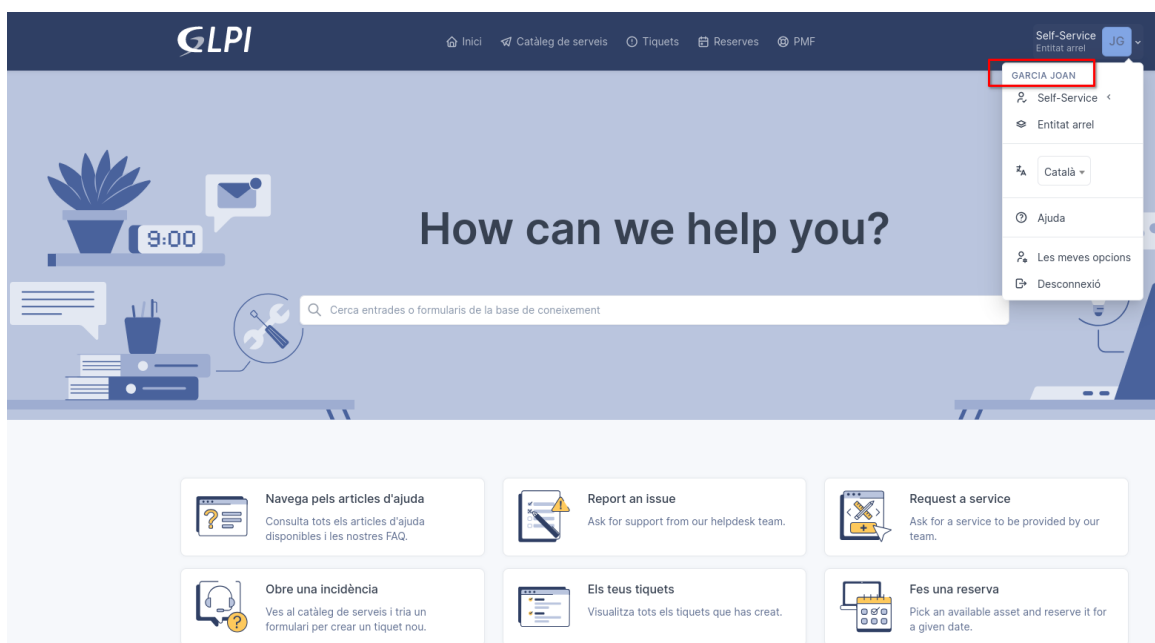 GLPI
Inici Catàleg de serveis Tiquets Reserves PMF
Self-Service
Entitat arrel
JG
GARCIA JOAN
Self-Service
Entitat arrel
Català
Ajuda
Les meves opcions
Desconnexió
9:00
How can we help you?
Cerca entrades o formularis de la base de coneixement
Navega pels articles d'ajuda
Consulta tots els articles d'ajuda
disponibles i les nostres FAQ.
Report an issue
Ask for support from our helpdesk team.
Request a service
Ask for a service to be provided by our
team.
Obre una incidència
Ves al catàleg de serveis i tria un
formulari per crear un tiquet nou.
Els teus tiquets
Visualitza tots els tiquets que has creat.
Fes una reserva
Pick an available asset and reserve it for
a given date.